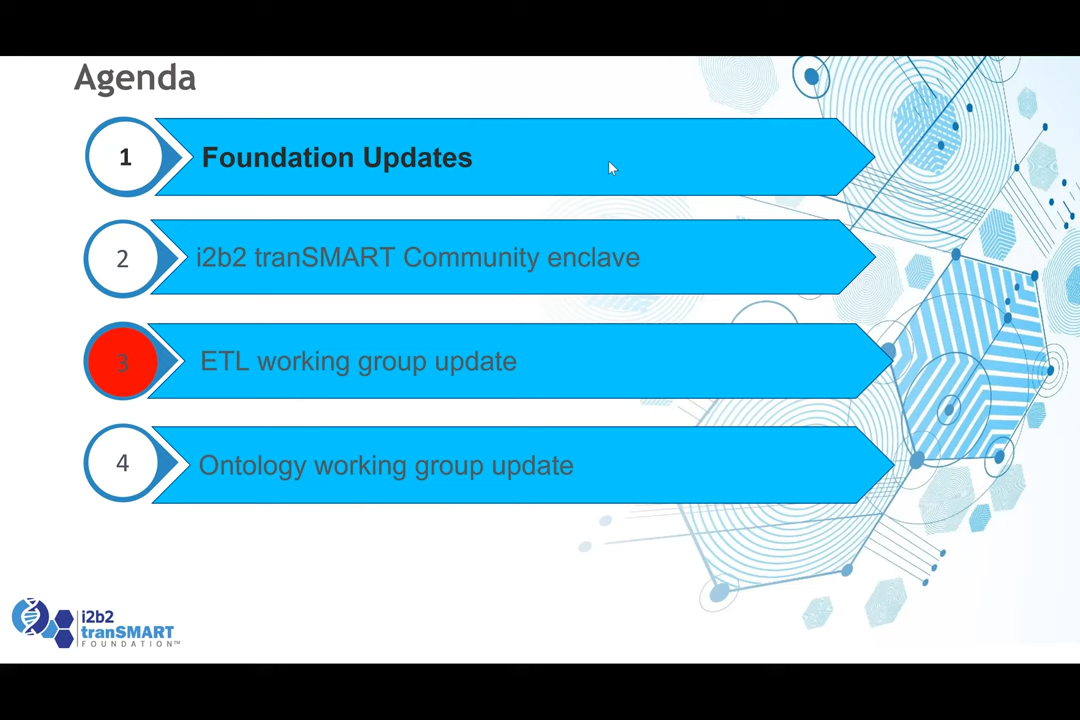 Agenda
1 Foundation Updates
2 i2b2 tranSMART Community enclave
3 ETL working group update
4 Ontology working group update
i2b2
tranSMART
FOUNDATION™